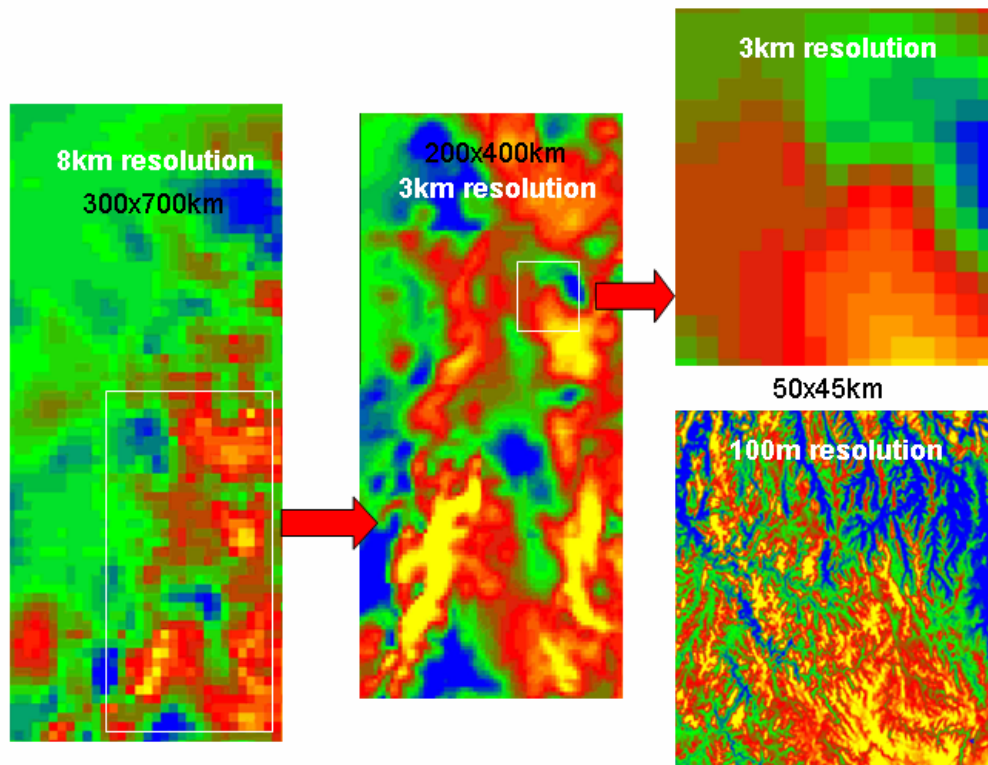 8km resolution
300x700km
200x400km
3km resolution
3km resolution
50x45km
100m resolution